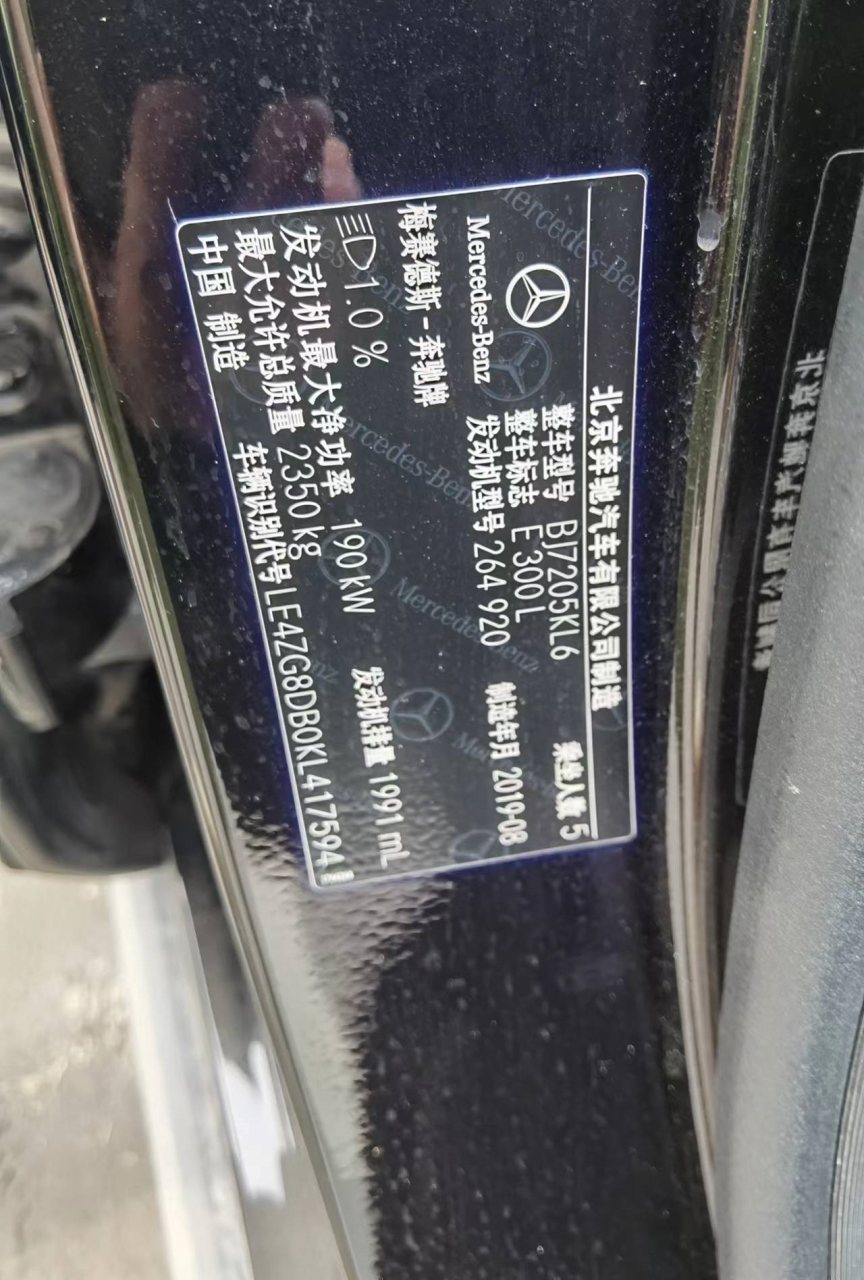 北京奔驰汽车有限公司制造
Mercedes-Benz
整车型号 BJ7205KL6 乘坐人数 5
整车标志 E 300 L
发动机型号 264 920 制造年月 2019-08
梅赛德斯-奔驰牌
1.0 %
发动机最大净功率 190 kW 发动机排量 1991 mL
最大允许总质量 2350 kg
中国 制造 车辆识别代号 LE4ZG8DB0KL417594